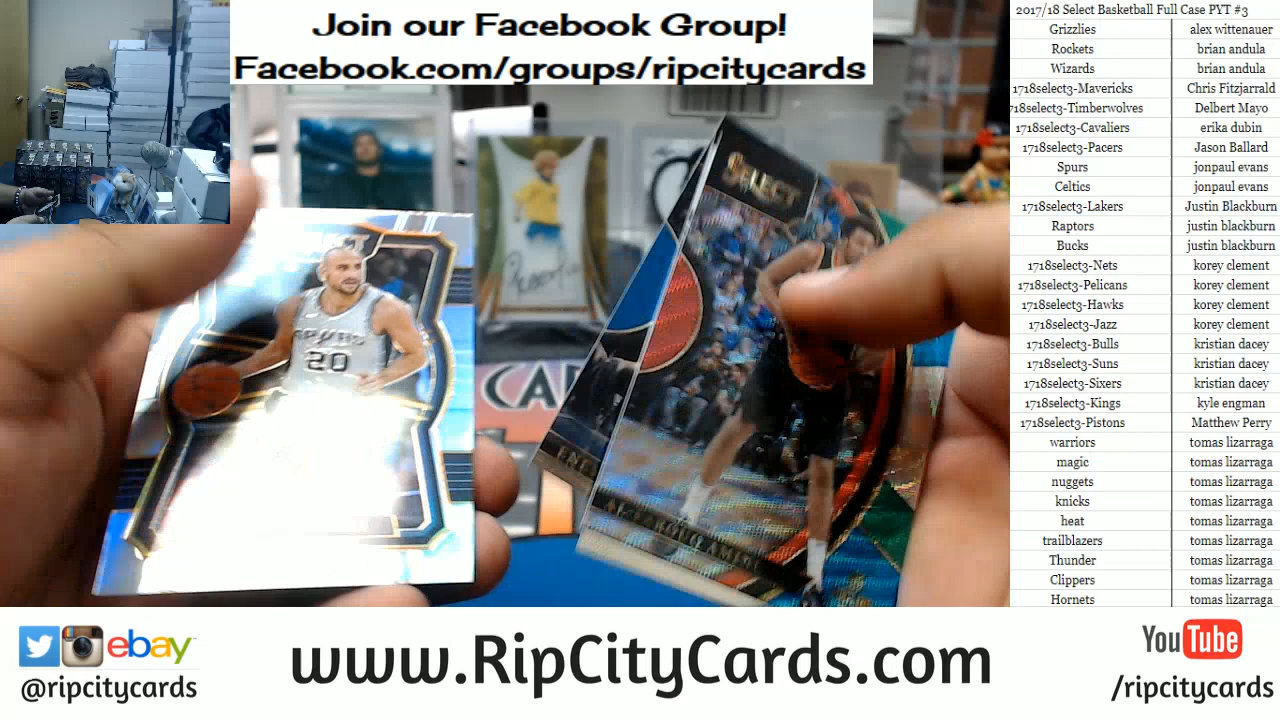 Join our Facebook Group!
Facebook.com/groups/ripcitycards
2017/18 Select Basketball Full Case PYT #3
Grizzlies alex wittenauer
Rockets brian andula
Wizards brian andula
1718select3-Mavericks Chris Fitzjarrald
718select3-Timberwolves Delbert Mayo
1718select3-Cavaliers erika dubin
1718select3-Pacers Jason Ballard
Spurs jonpaul evans
Celtics jonpaul evans
1718select3-Lakers Justin Blackburn
Raptors justin blackburn
Bucks justin blackburn
1718select3-Nets korey clement
1718select3-Pelicans korey clement
1718select3-Hawks korey clement
1718select3-Jazz korey clement
1718select3-Bulls kristian dacey
1718select3-Suns kristian dacey
1718select3-Sixers kristian dacey
1718select3-Kings kyle engman
1718select3-Pistons Matthew Perry
warriors tomas lizarraga
magic tomas lizarraga
nuggets tomas lizarraga
knicks tomas lizarraga
heat tomas lizarraga
trailblazers tomas lizarraga
Thunder tomas lizarraga
Clippers tomas lizarraga
Hornets tomas lizarraga
SELECT
SPURS
20
CAR
ebay
@ripcitycards
www.RipCityCards.com
YouTube
/ripcitycards